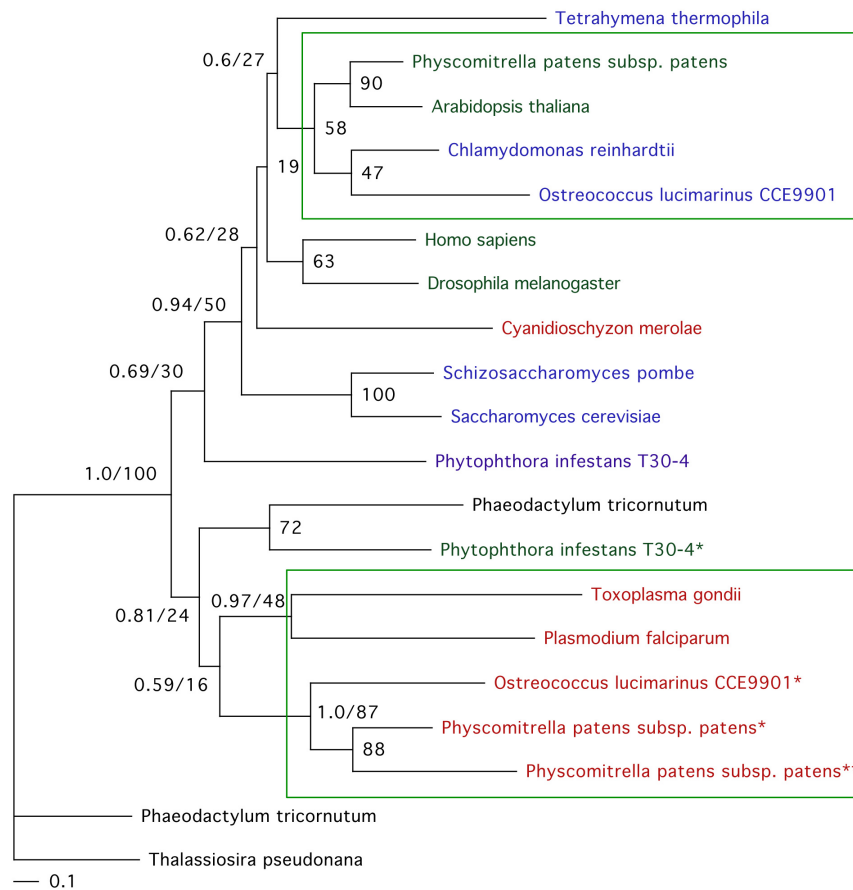 Tetrahymena thermophila
0.6/27
Physcomitrella patens subsp. patens
90
Arabidopsis thaliana
58
Chlamydomonas reinhardtii
19
47
Ostreococcus lucimarinus CCE9901
0.62/28
Homo sapiens
63
Drosophila melanogaster
0.94/50
Cyanidioschyzon merolae
0.69/30
Schizosaccharomyces pombe
100
Saccharomyces cerevisiae
Phytophthora infestans T30-4
1.0/100
Phaeodactylum tricornutum
72
Phytophthora infestans T30-4*
0.97/48
Toxoplasma gondii
0.81/24
Plasmodium falciparum
0.59/16
Ostreococcus lucimarinus CCE9901*
1.0/87
Physcomitrella patens subsp. patens*
88
Physcomitrella patens subsp. patens**
Phaeodactylum tricornutum
Thalassiosira pseudonana
0.1